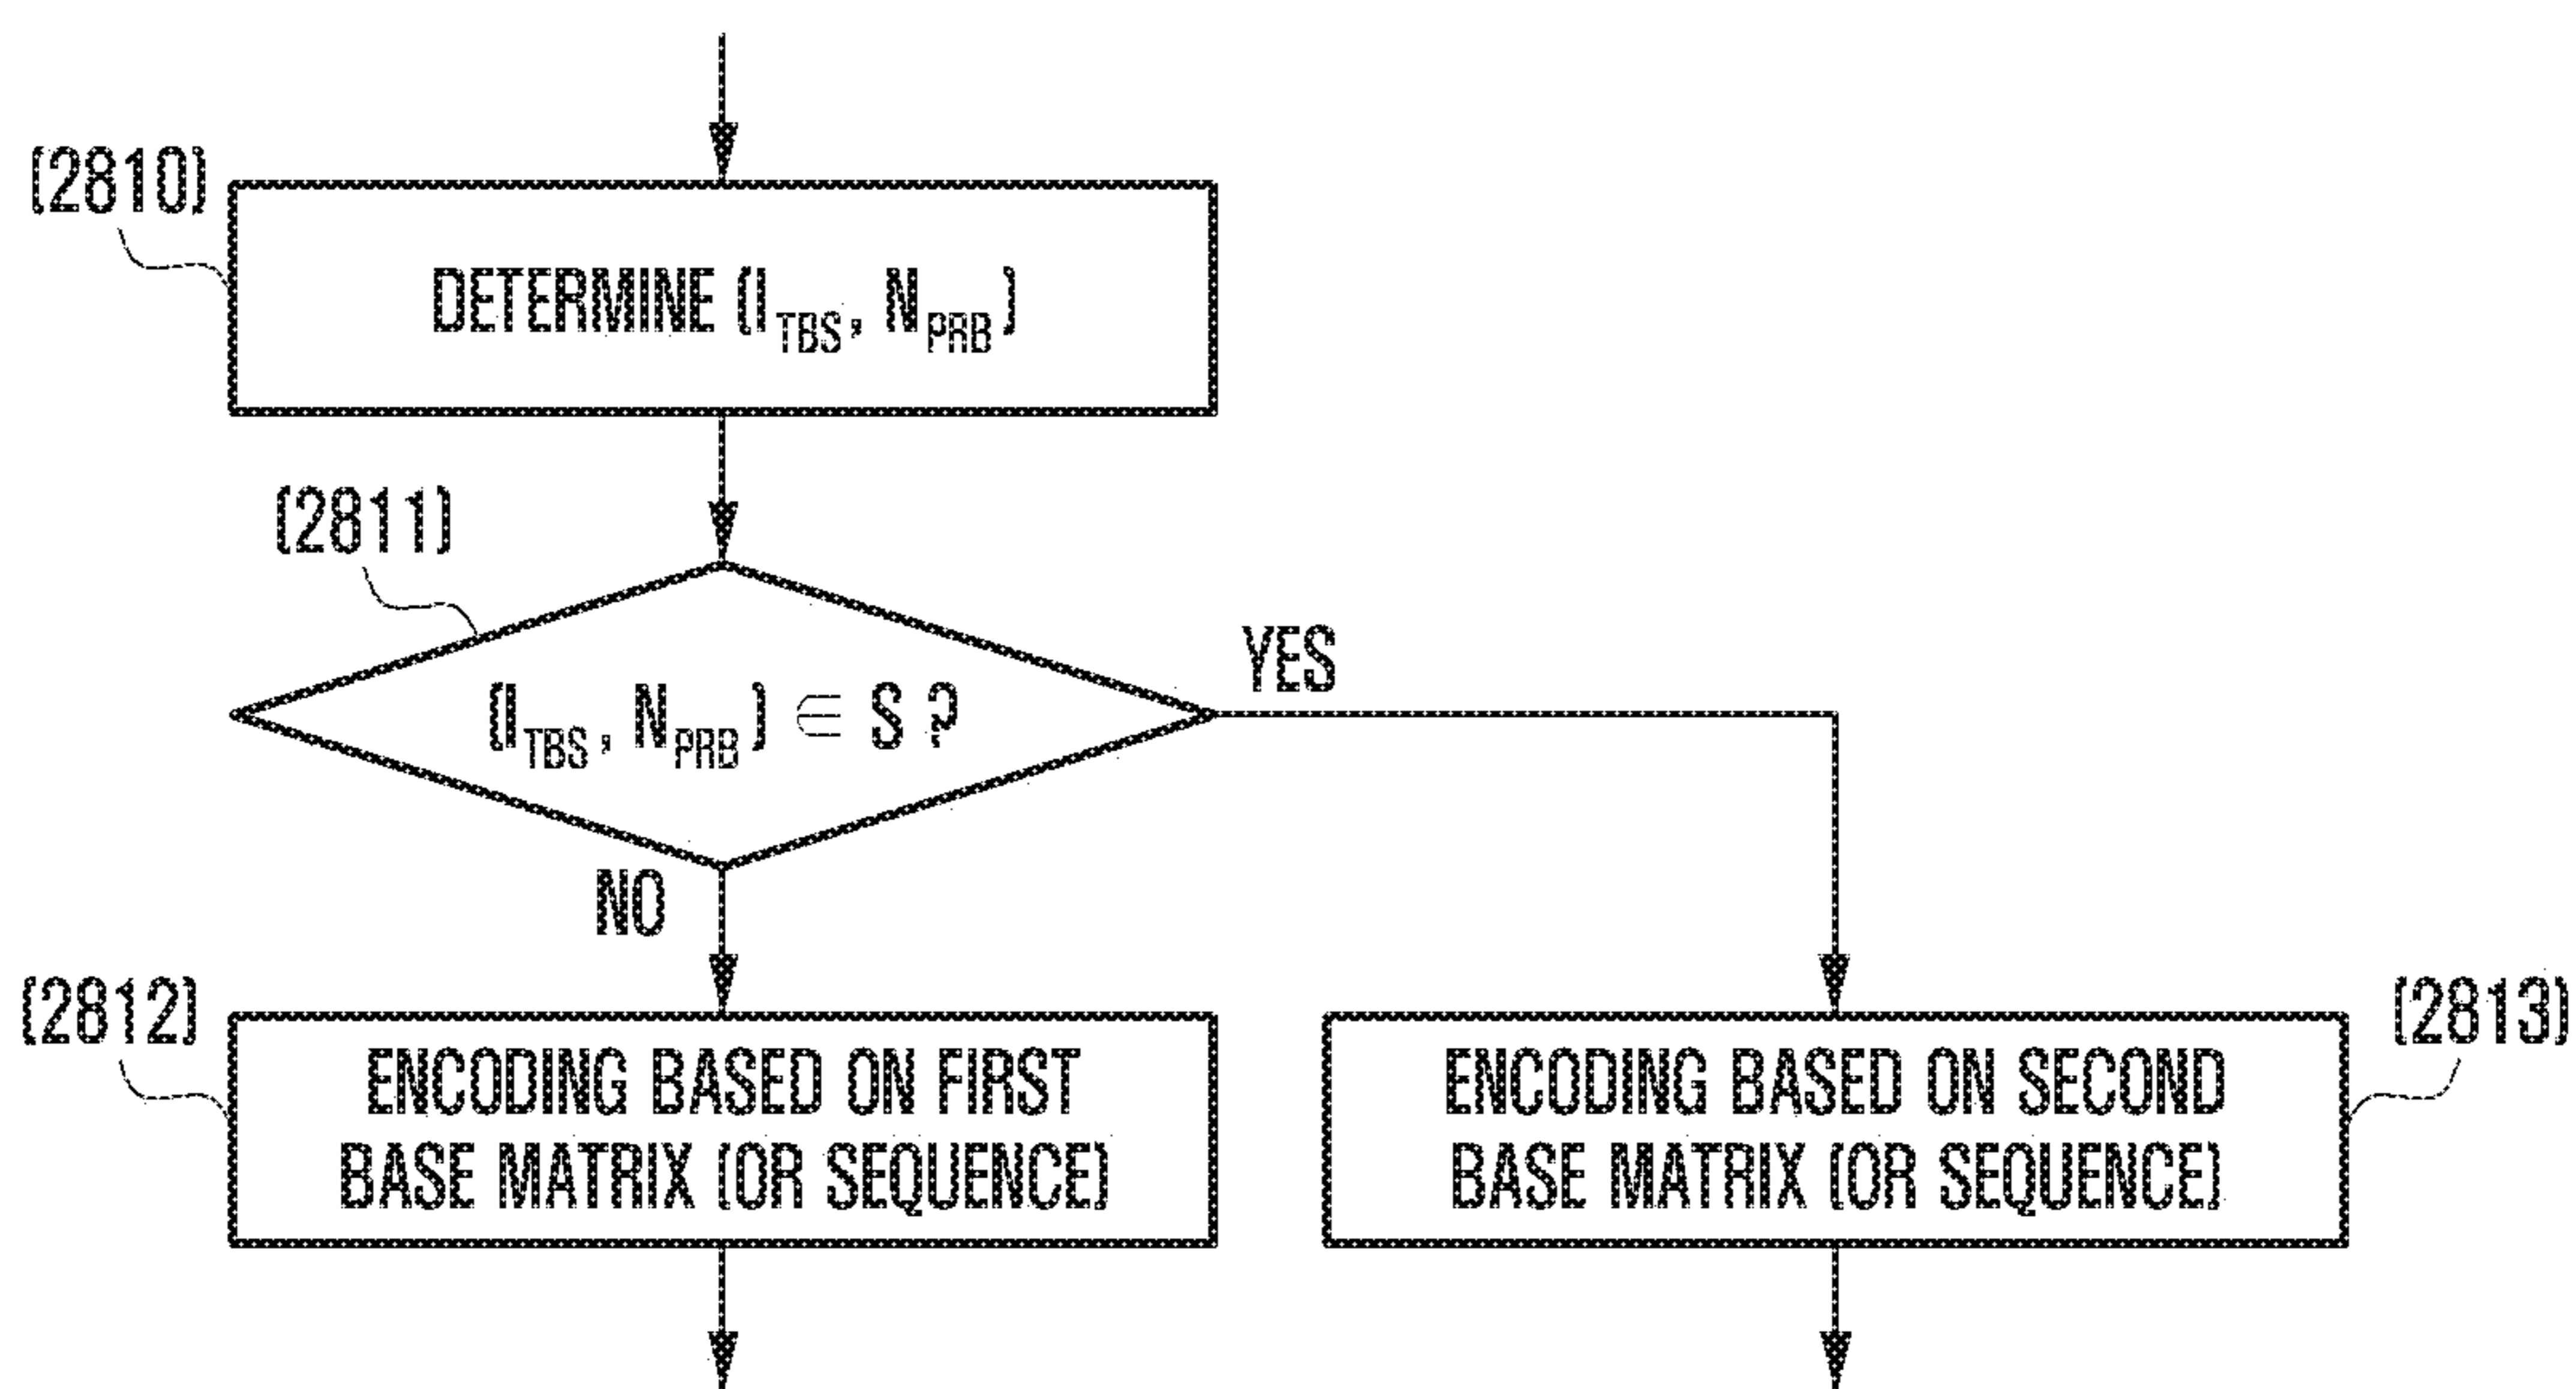 (2810)
DETERMINE (I_TBS, N_PRB)
(2811)
(I_TBS, N_PRB) ∈ S ?
YES
NO
(2812)
ENCODING BASED ON FIRST
BASE MATRIX (OR SEQUENCE)
(2813)
ENCODING BASED ON SECOND
BASE MATRIX (OR SEQUENCE)